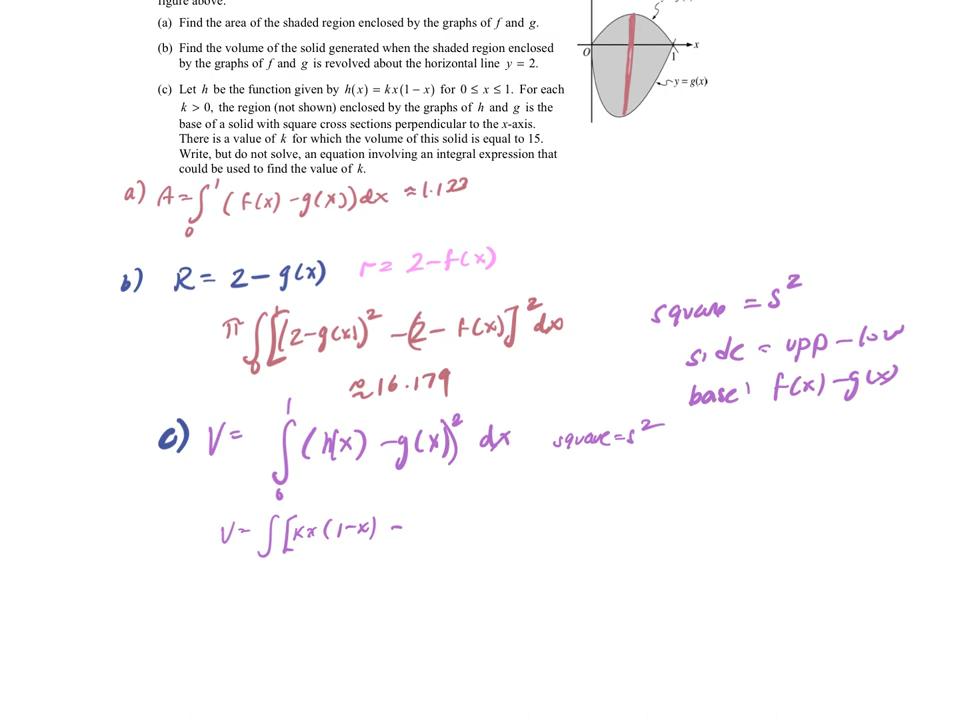 figure above.
(a) Find the area of the shaded region enclosed by the graphs of f and g.
(b) Find the volume of the solid generated when the shaded region enclosed
by the graphs of f and g is revolved about the horizontal line y = 2.
(c) Let h be the function given by h(x) = kx(1 − x) for 0 ≤ x ≤ 1. For each
k > 0, the region (not shown) enclosed by the graphs of h and g is the
base of a solid with square cross sections perpendicular to the x-axis.
There is a value of k for which the volume of this solid is equal to 15.
Write, but do not solve, an equation involving an integral expression that
could be used to find the value of k.
O
x
1
y = g(x)
a) A = ∫₀¹ (f(x) - g(x)) dx ≈ 1.122
b) R = 2 - g(x) r = 2 - f(x)
π ∫₀¹ [(2 - g(x))² - (2 - f(x)]² dx
≈ 16.179
square = s²
side = upp - low
base: f(x) - g(x)
c) V = ∫₀¹ (h(x) - g(x))² dx square = s²
V = ∫ [kx (1-x) -